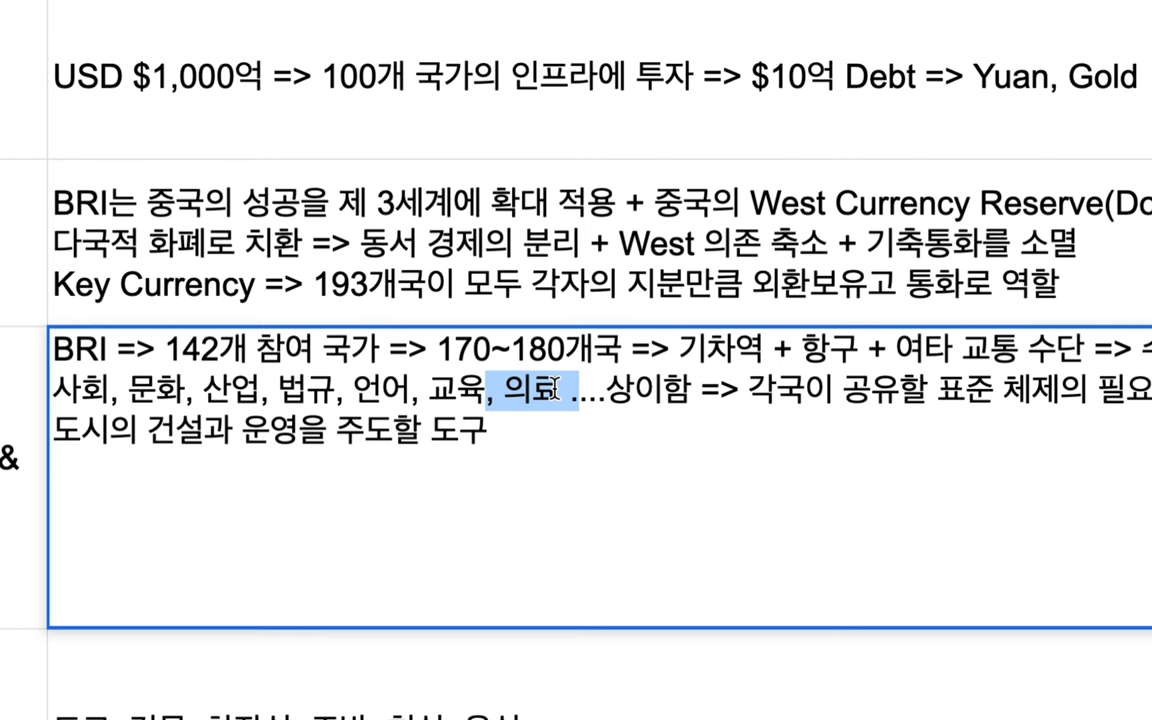 USD $1,000억 => 100개 국가의 인프라에 투자 => $10억 Debt => Yuan, Gold
BRI는 중국의 성공을 제 3세계에 확대 적용 + 중국의 West Currency Reserve(Do
다국적 화폐로 치환 => 동서 경제의 분리 + West 의존 축소 + 기축통화를 소멸
Key Currency => 193개국이 모두 각자의 지분만큼 외환보유고 통화로 역할
BRI => 142개 참여 국가 => 170~180개국 => 기차역 + 항구 + 여타 교통 수단 =>
사회, 문화, 산업, 법규, 언어, 교육, 의료 ....상이함 => 각국이 공유할 표준 체제의 필요
도시의 건설과 운영을 주도할 도구
&